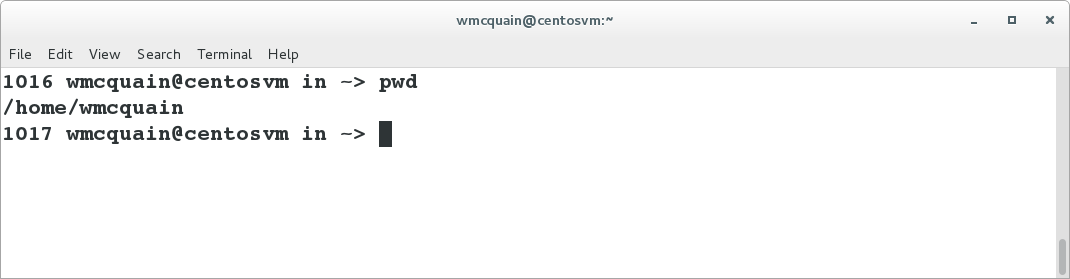 wmcquain@centosvm:~
File Edit View Search Terminal Help
1016 wmcquain@centosvm in ~> pwd
/home/wmcquain
1017 wmcquain@centosvm in ~>